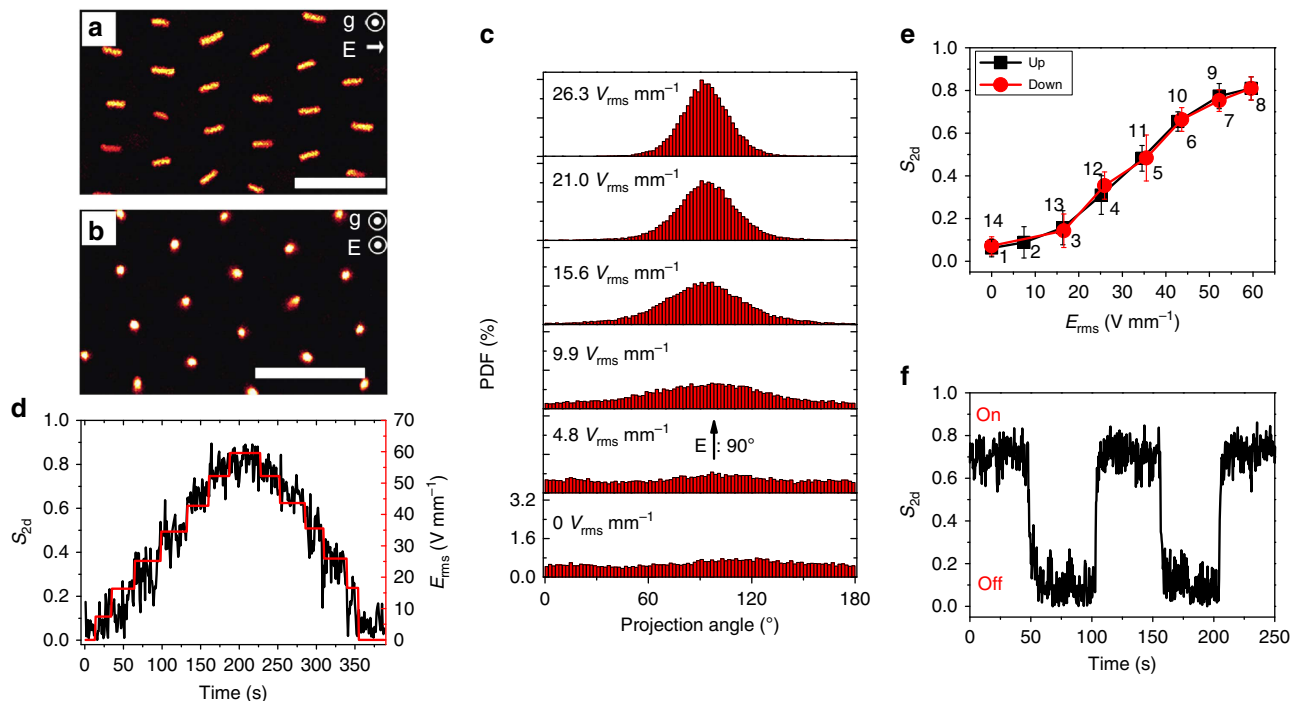 a
g
E
b
g
E
c
26.3 Vrms mm−1
21.0 Vrms mm−1
15.6 Vrms mm−1
9.9 Vrms mm−1
4.8 Vrms mm−1
E : 90°
0 Vrms mm−1
3.2
1.6
0.0
PDF (%)
0 60 120 180
Projection angle (°)
d
1.0
0.8
0.6
0.4
0.2
0.0
S2d
70
60
50
40
30
20
10
0
Erms (V mm−1)
0 50 100 150 200 250 300 350
Time (s)
e
Up
Down
1.0
0.8
0.6
0.4
0.2
0.0
S2d
14 13 12 11 10 9
1 2 3 4 5 6 7 8
0 10 20 30 40 50 60
Erms (V mm−1)
f
On
Off
1.0
0.8
0.6
0.4
0.2
0.0
S2d
0 50 100 150 200 250
Time (s)